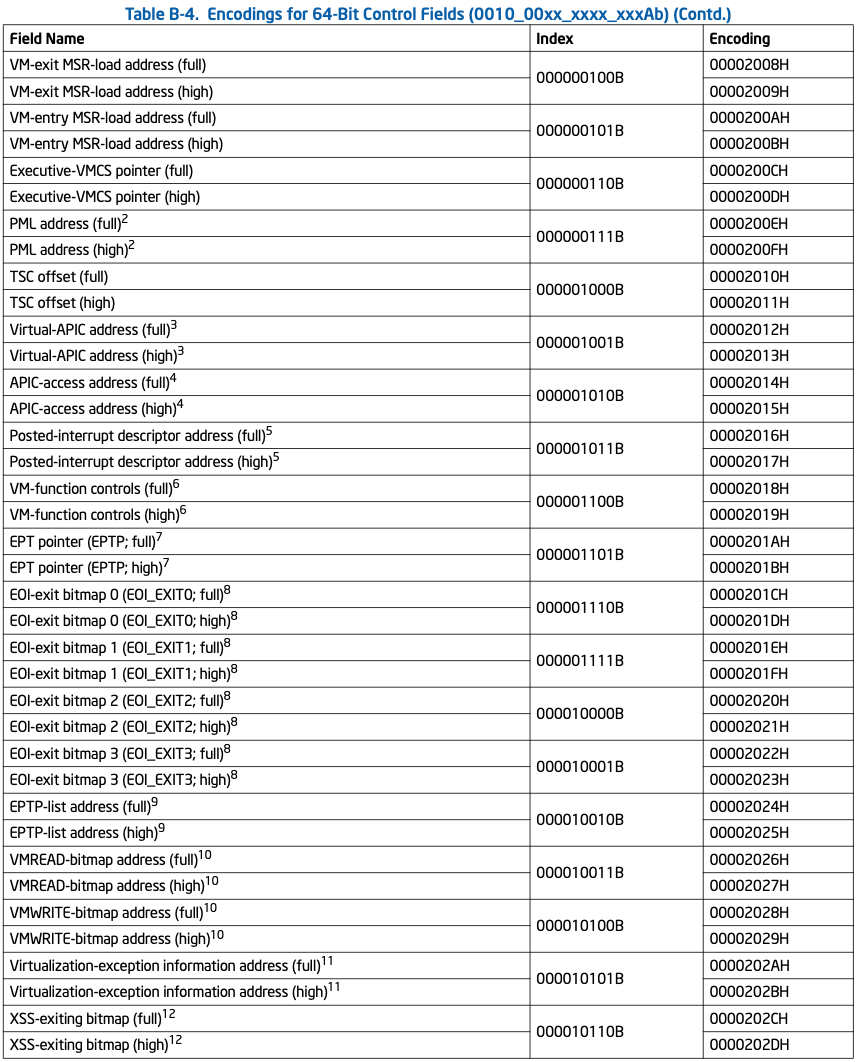 Table B-4. Encodings for 64-Bit Control Fields (0010_00xx_xxxx_xxxAb) (Contd.)
Field Name Index Encoding
VM-exit MSR-load address (full) 000000100B 00002008H
VM-exit MSR-load address (high) 00002009H
VM-entry MSR-load address (full) 000000101B 0000200AH
VM-entry MSR-load address (high) 0000200BH
Executive-VMCS pointer (full) 000000110B 0000200CH
Executive-VMCS pointer (high) 0000200DH
PML address (full)2 000000111B 0000200EH
PML address (high)2 0000200FH
TSC offset (full) 000001000B 00002010H
TSC offset (high) 00002011H
Virtual-APIC address (full)3 000001001B 00002012H
Virtual-APIC address (high)3 00002013H
APIC-access address (full)4 000001010B 00002014H
APIC-access address (high)4 00002015H
Posted-interrupt descriptor address (full)5 000001011B 00002016H
Posted-interrupt descriptor address (high)5 00002017H
VM-function controls (full)6 000001100B 00002018H
VM-function controls (high)6 00002019H
EPT pointer (EPTP; full)7 000001101B 0000201AH
EPT pointer (EPTP; high)7 0000201BH
EOI-exit bitmap 0 (EOI_EXIT0; full)8 000001110B 0000201CH
EOI-exit bitmap 0 (EOI_EXIT0; high)8 0000201DH
EOI-exit bitmap 1 (EOI_EXIT1; full)8 000001111B 0000201EH
EOI-exit bitmap 1 (EOI_EXIT1; high)8 0000201FH
EOI-exit bitmap 2 (EOI_EXIT2; full)8 000010000B 00002020H
EOI-exit bitmap 2 (EOI_EXIT2; high)8 00002021H
EOI-exit bitmap 3 (EOI_EXIT3; full)8 000010001B 00002022H
EOI-exit bitmap 3 (EOI_EXIT3; high)8 00002023H
EPTP-list address (full)9 000010010B 00002024H
EPTP-list address (high)9 00002025H
VMREAD-bitmap address (full)10 000010011B 00002026H
VMREAD-bitmap address (high)10 00002027H
VMWRITE-bitmap address (full)10 000010100B 00002028H
VMWRITE-bitmap address (high)10 00002029H
Virtualization-exception information address (full)11 000010101B 0000202AH
Virtualization-exception information address (high)11 0000202BH
XSS-exiting bitmap (full)12 000010110B 0000202CH
XSS-exiting bitmap (high)12 0000202DH